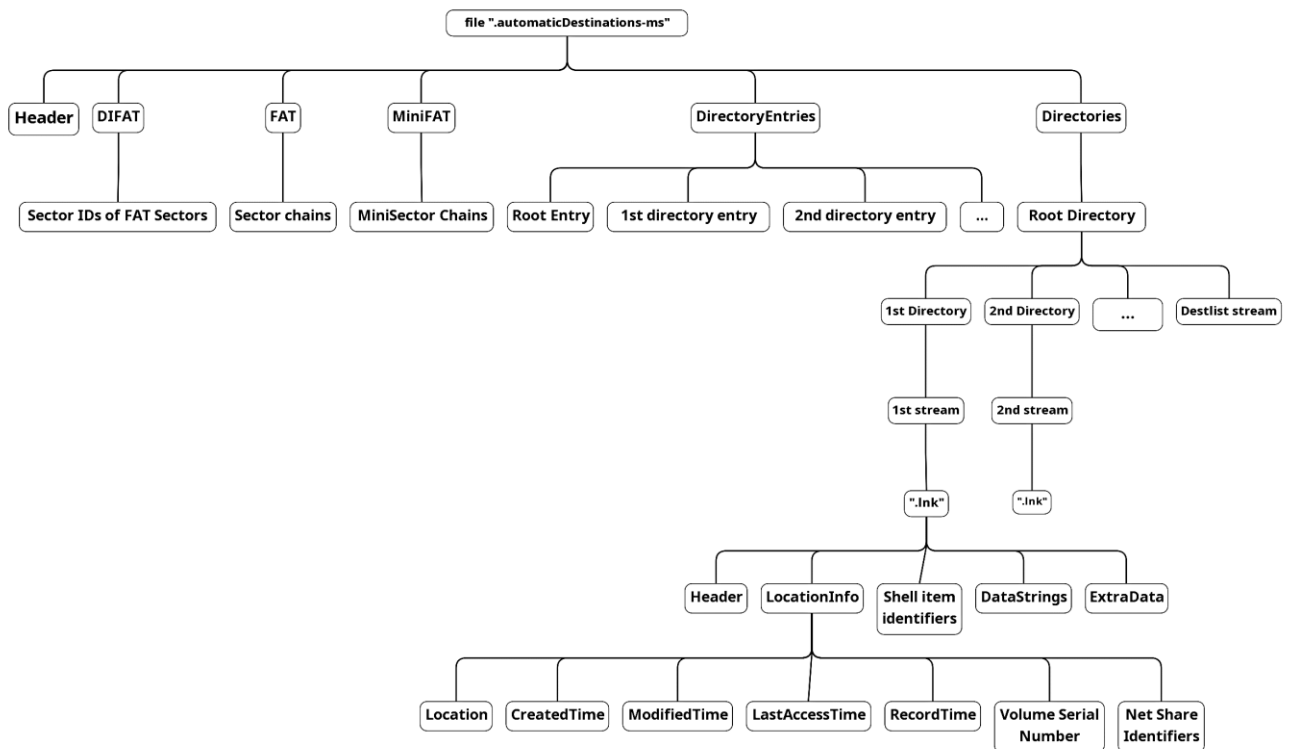 file ".automaticDestinations-ms"
Header
DIFAT
FAT
MiniFAT
DirectoryEntries
Directories
Sector IDs of FAT Sectors
Sector chains
MiniSector Chains
Root Entry
1st directory entry
2nd directory entry
...
Root Directory
1st Directory
2nd Directory
...
Destlist stream
1st stream
2nd stream
".lnk"
".lnk"
Header
LocationInfo
Shell item
identifiers
DataStrings
ExtraData
Location
CreatedTime
ModifiedTime
LastAccessTime
RecordTime
Volume Serial
Number
Net Share
Identifiers